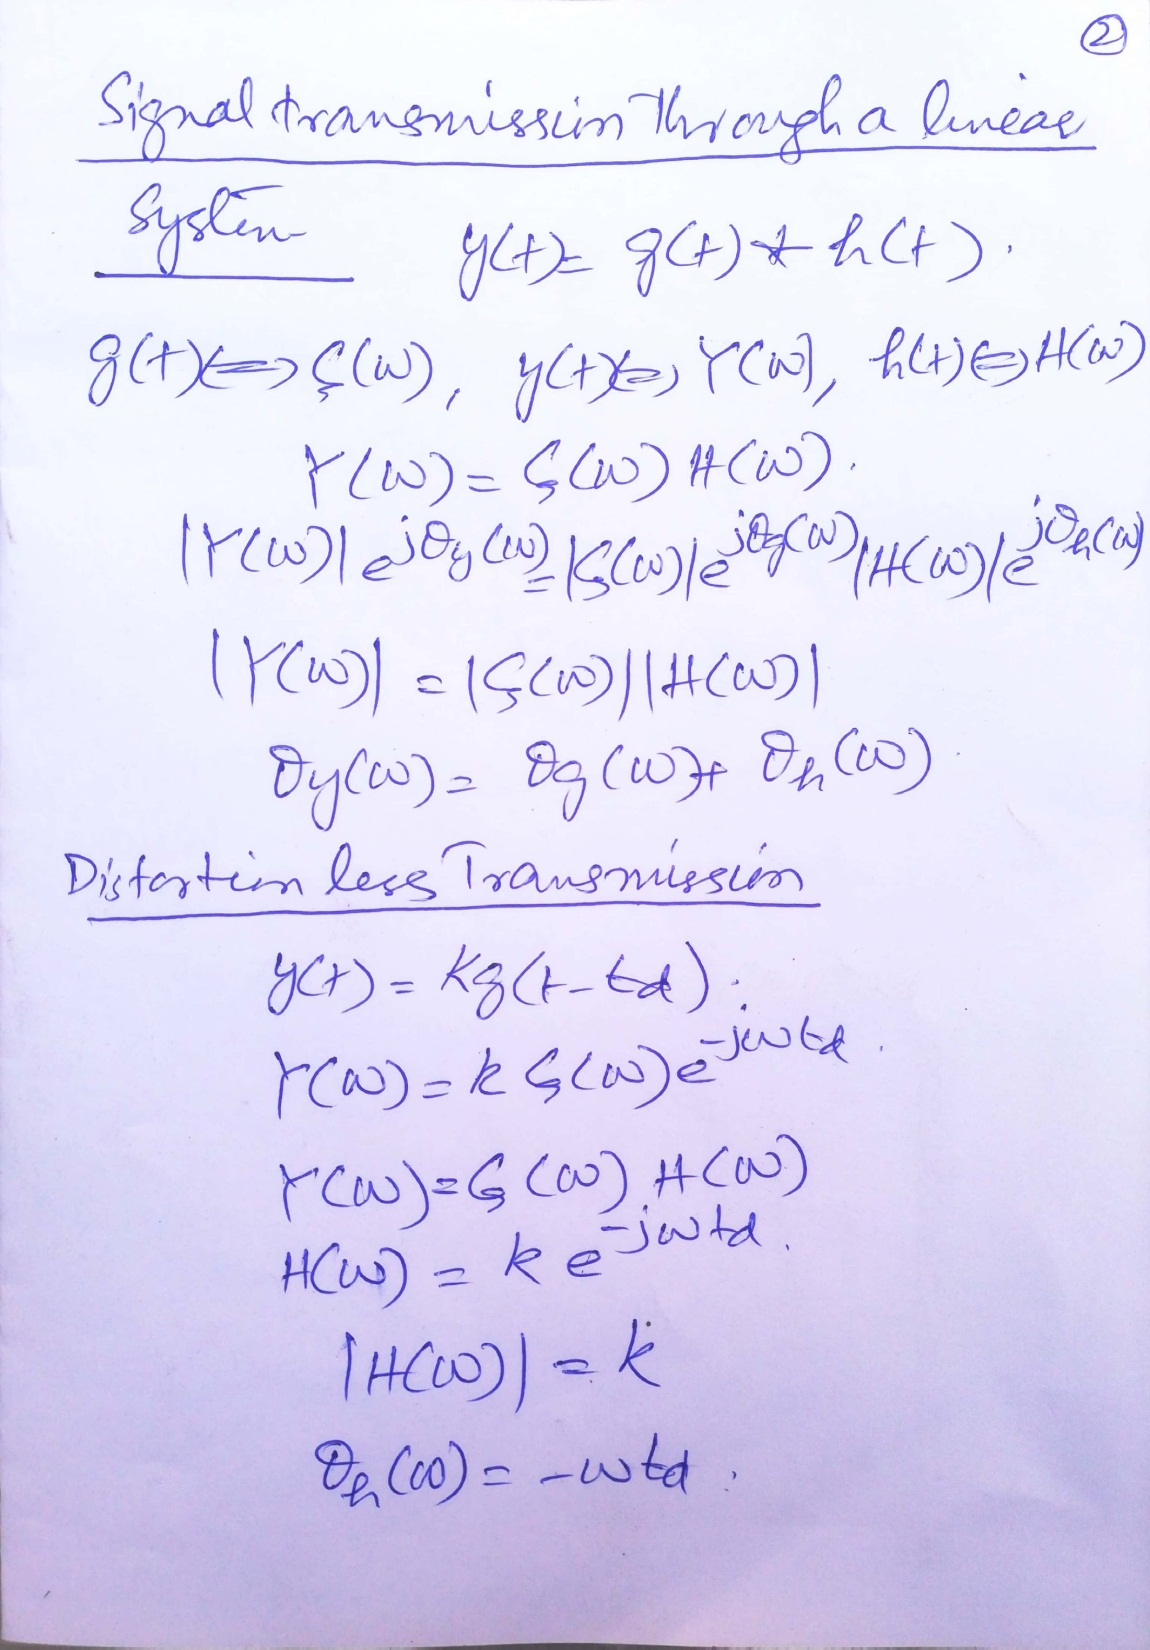 2
Signal transmission Through a linear
System y(t) = g(t) * h(t).
g(t) ⟺ G(ω), y(t) ⟺ Y(ω), h(t) ⟺ H(ω)
Y(ω) = G(ω) H(ω).
|Y(ω)| e^{jθy(ω)} = |G(ω)| e^{jθg(ω)} |H(ω)| e^{jθh(ω)}
|Y(ω)| = |G(ω)| |H(ω)|
θy(ω) = θg(ω) + θh(ω)
Distortion less Transmission
y(t) = kg(t - td).
Y(ω) = k G(ω) e^{-jωtd}.
Y(ω) = G(ω) H(ω)
H(ω) = k e^{-jωtd}.
|H(ω)| = k
θh(ω) = -ωtd.